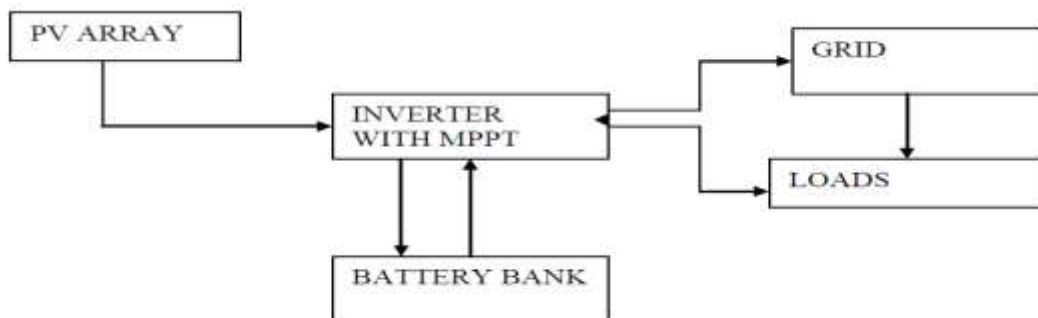 PV ARRAY
GRID
INVERTER
WITH MPPT
LOADS
BATTERY BANK